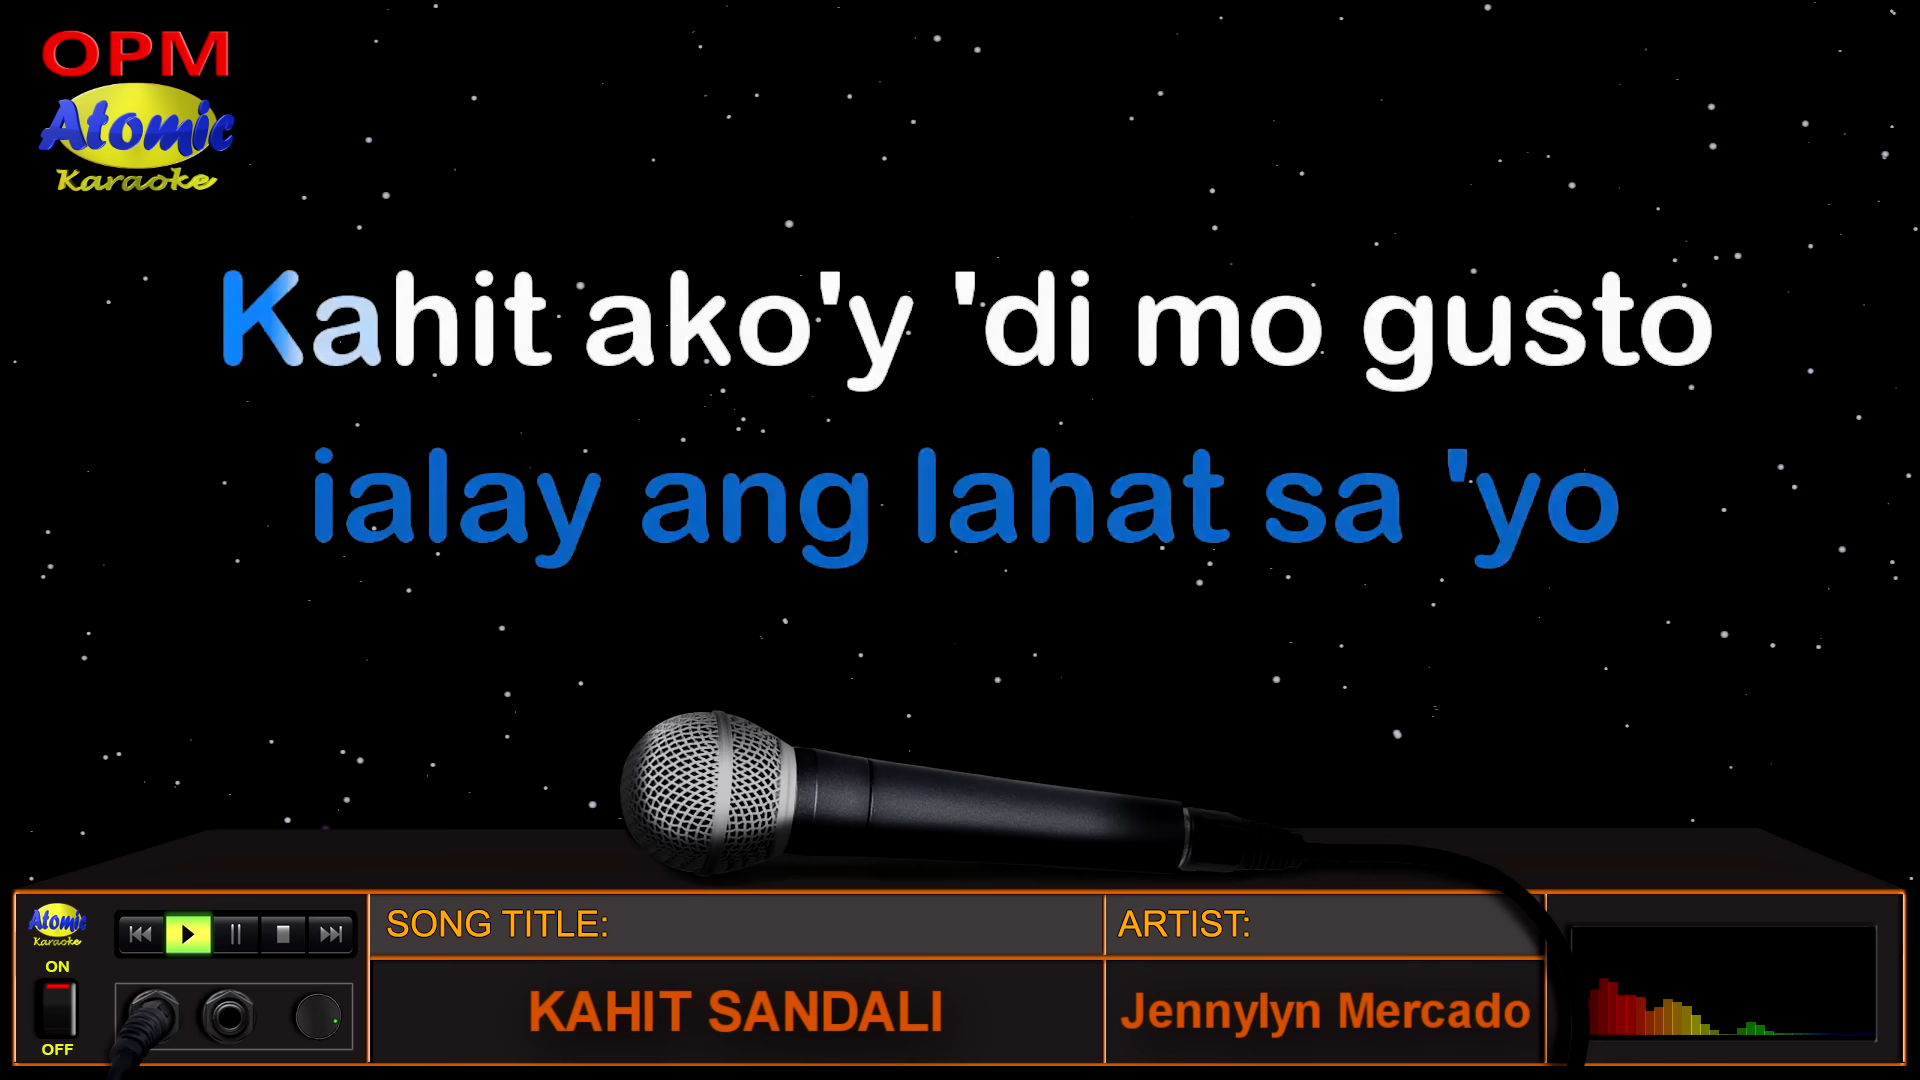 OPM
Atomic
Karaoke
Kahit ako'y 'di mo gusto
ialay ang lahat sa 'yo
Atomic
Karaoke
ON
OFF
SONG TITLE:
KAHIT SANDALI
ARTIST:
Jennylyn Mercado